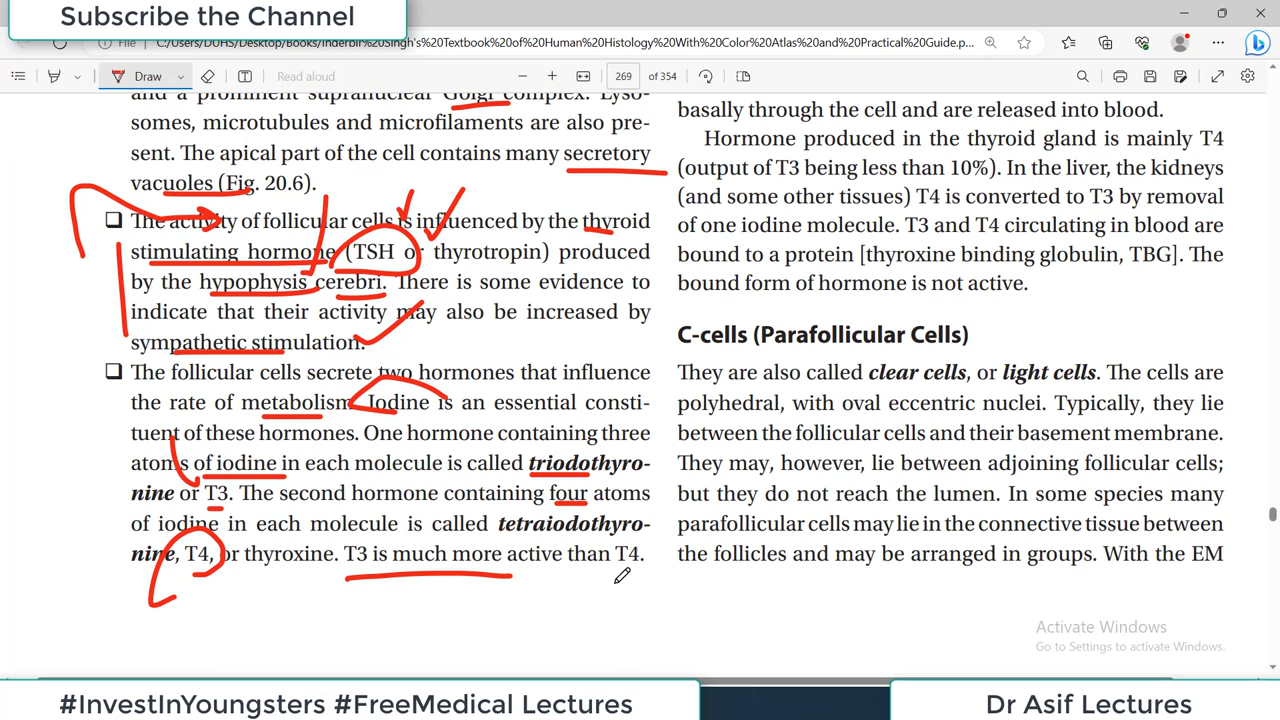 Subscribe the Channel
File
C:/Users/DUHS/Desktop/Books/Inderbir%20Singh's%20Textbook%20of%20Human%20Histology%20With%20Color%20Atlas%20and%20Practical%20Guide.p...
Draw
Read aloud
269 of 354
and a prominent supranuclear Golgi complex. Lyso-
somes, microtubules and microfilaments are also pre-
sent. The apical part of the cell contains many secretory
vacuoles (Fig. 20.6).
❑ The activity of follicular cells is influenced by the thyroid
stimulating hormone (TSH or thyrotropin) produced
by the hypophysis cerebri. There is some evidence to
indicate that their activity may also be increased by
sympathetic stimulation.
❑ The follicular cells secrete two hormones that influence
the rate of metabolism. Iodine is an essential consti-
tuent of these hormones. One hormone containing three
atoms of iodine in each molecule is called triodothyro-
nine or T3. The second hormone containing four atoms
of iodine in each molecule is called tetraiodothyro-
nine, T4, or thyroxine. T3 is much more active than T4.
basally through the cell and are released into blood.
Hormone produced in the thyroid gland is mainly T4
(output of T3 being less than 10%). In the liver, the kidneys
(and some other tissues) T4 is converted to T3 by removal
of one iodine molecule. T3 and T4 circulating in blood are
bound to a protein [thyroxine binding globulin, TBG]. The
bound form of hormone is not active.
C-cells (Parafollicular Cells)
They are also called clear cells, or light cells. The cells are
polyhedral, with oval eccentric nuclei. Typically, they lie
between the follicular cells and their basement membrane.
They may, however, lie between adjoining follicular cells;
but they do not reach the lumen. In some species many
parafollicular cells may lie in the connective tissue between
the follicles and may be arranged in groups. With the EM
Activate Windows
Go to Settings to activate Windows.
#InvestInYoungsters #FreeMedical Lectures
Dr Asif Lectures